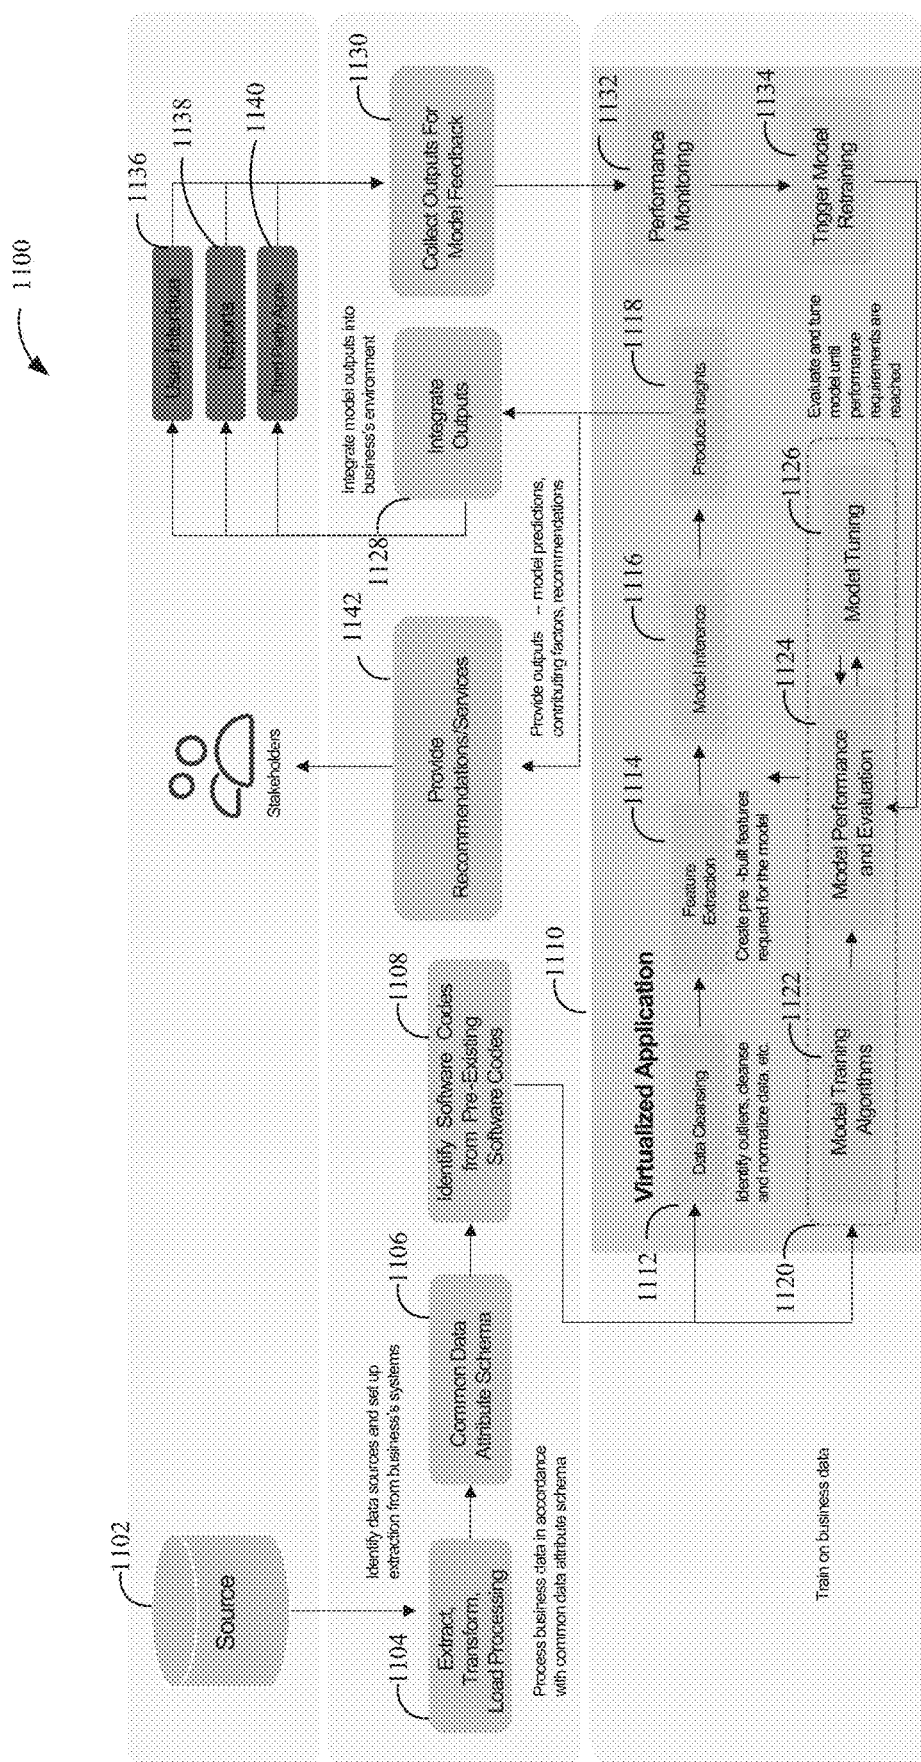 1100
1102
Source
1104
Extract,
Transform,
Load Processing
Identify data sources and set up
extraction from business's systems
Process business data in accordance
with common data attribute schema
1106
Common Data
Attribute Schema
1108
Identify Software Codes
from Pre-Existing
Software Codes
Stakeholders
1142
Provide
Recommendations/Services
Provide outputs -- model predictions,
contributing factors, recommendations
1128
Integrate
Outputs
Integrate model outputs into
business's environment
1136
User Interface
1138
Reports
1140
Third Party Apps
1130
Collect Outputs For
Model Feedback
1110
Virtualized Application
1112
Data Cleansing
Identify outliers, cleanse
and normalize data, etc.
1114
Feature
Extraction
Create pre -built features
required for the model
1116
Model Inference
1118
Produce Insights
1132
Performance
Monitoring
1134
Trigger Model
Retraining
Train on business data
1120
1122
Model Training
Algorithms
1124
Model Performance
and Evaluation
1126
Model Tuning
Evaluate and tune
model until
performance
requirements are
reached